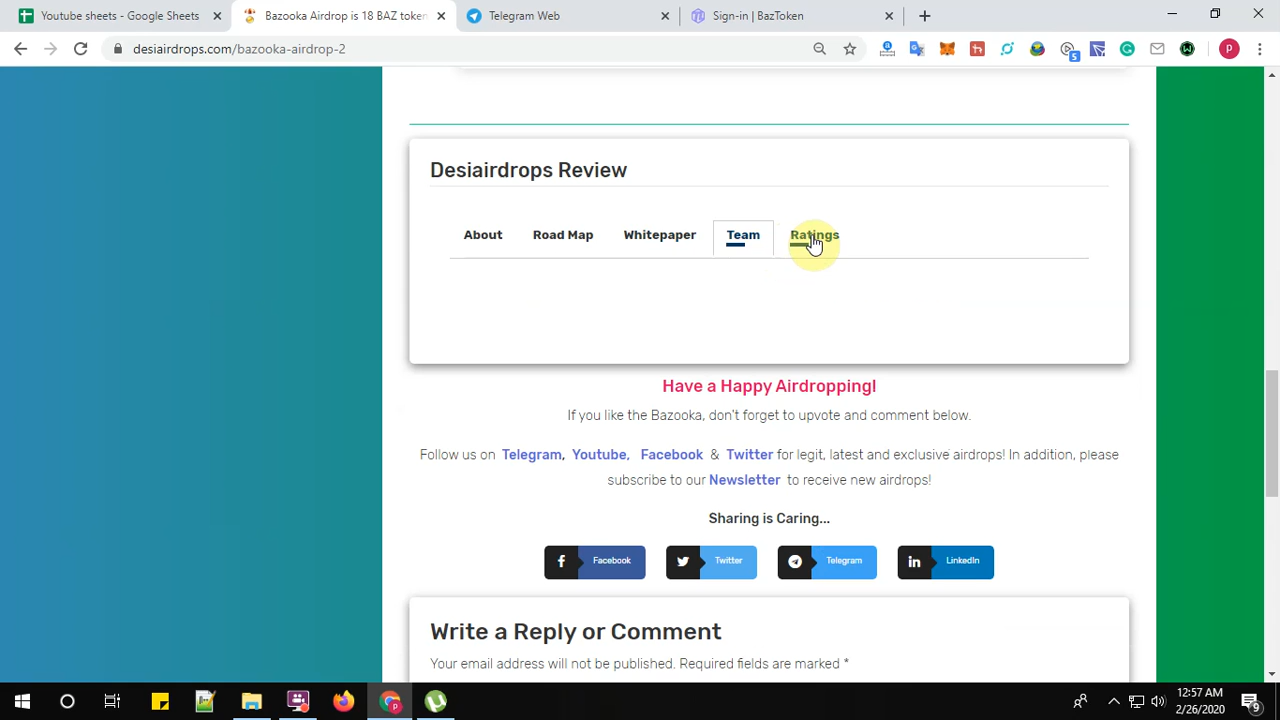 Youtube sheets - Google Sheets
Bazooka Airdrop is 18 BAZ token
Telegram Web
Sign-in | BazToken
desiairdrops.com/bazooka-airdrop-2
5
P
Desiairdrops Review
About
Road Map
Whitepaper
Team
Ratings
Have a Happy Airdropping!
If you like the Bazooka, don't forget to upvote and comment below.
Follow us on Telegram, Youtube, Facebook & Twitter for legit, latest and exclusive airdrops! In addition, please
subscribe to our Newsletter to receive new airdrops!
Sharing is Caring...
Facebook
Twitter
Telegram
LinkedIn
Write a Reply or Comment
Your email address will not be published. Required fields are marked *
12:57 AM
2/26/2020
9